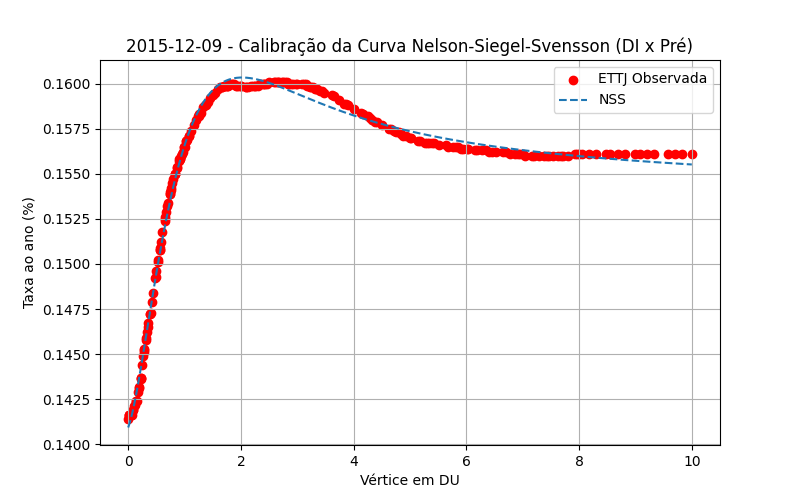 2015-12-09 - Calibração da Curva Nelson-Siegel-Svensson (DI x Pré)
ETTJ Observada
NSS
Taxa ao ano (%)
0.1600
0.1575
0.1550
0.1525
0.1500
0.1475
0.1450
0.1425
0.1400
0 2 4 6 8 10
Vértice em DU